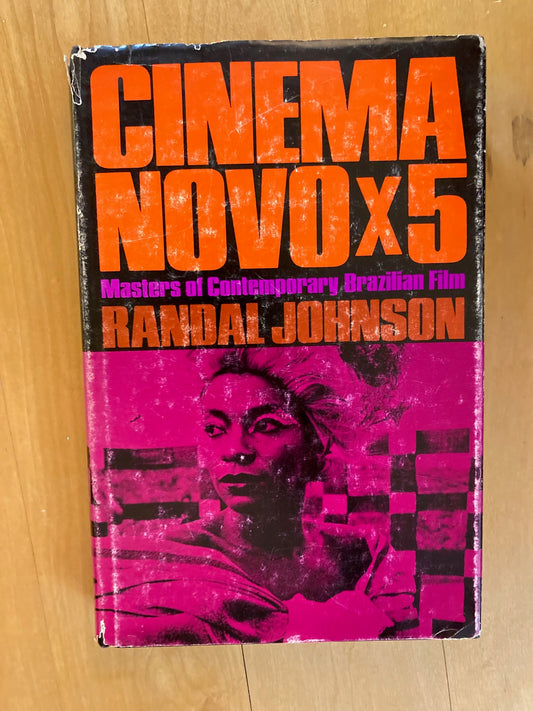 CINEMA
NOVO x 5
Masters of Contemporary Brazilian Film
RANDAL JOHNSON